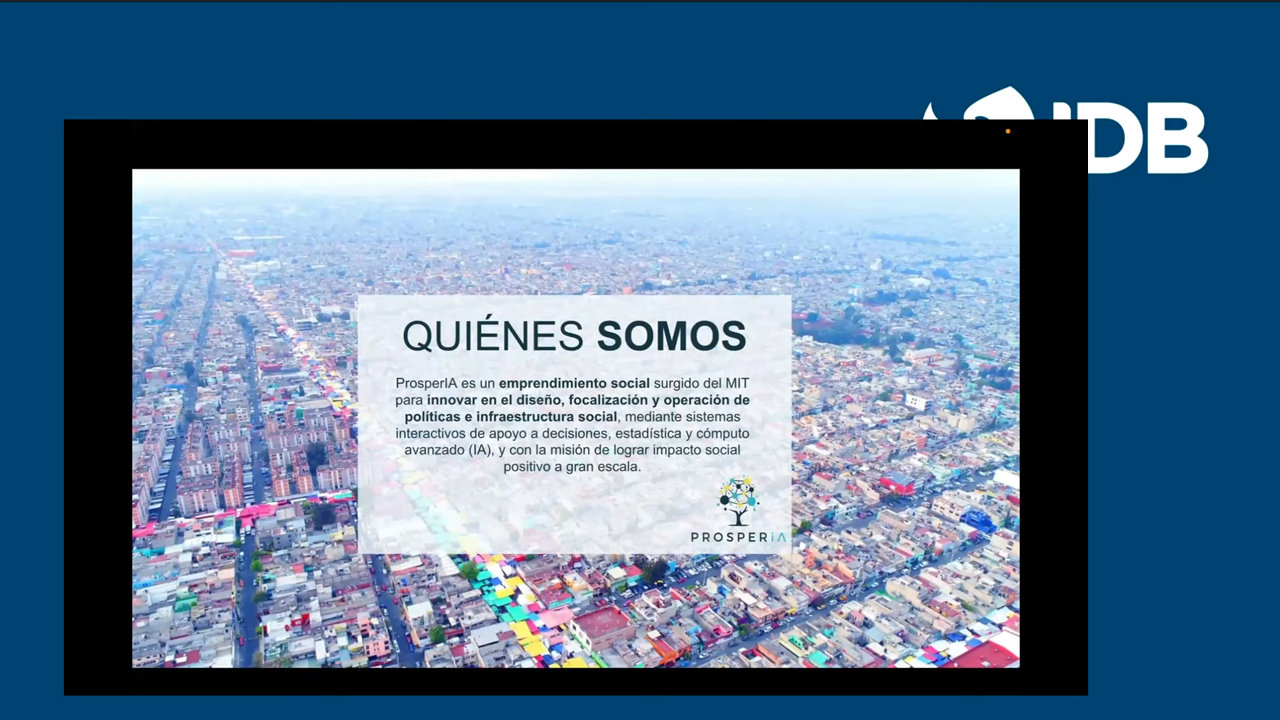 IDB
QUIÉNES SOMOS
ProsperIA es un emprendimiento social surgido del MIT
para innovar en el diseño, focalización y operación de
políticas e infraestructura social, mediante sistemas
interactivos de apoyo a decisiones, estadística y cómputo
avanzado (IA), y con la misión de lograr impacto social
positivo a gran escala.
PROSPERiA